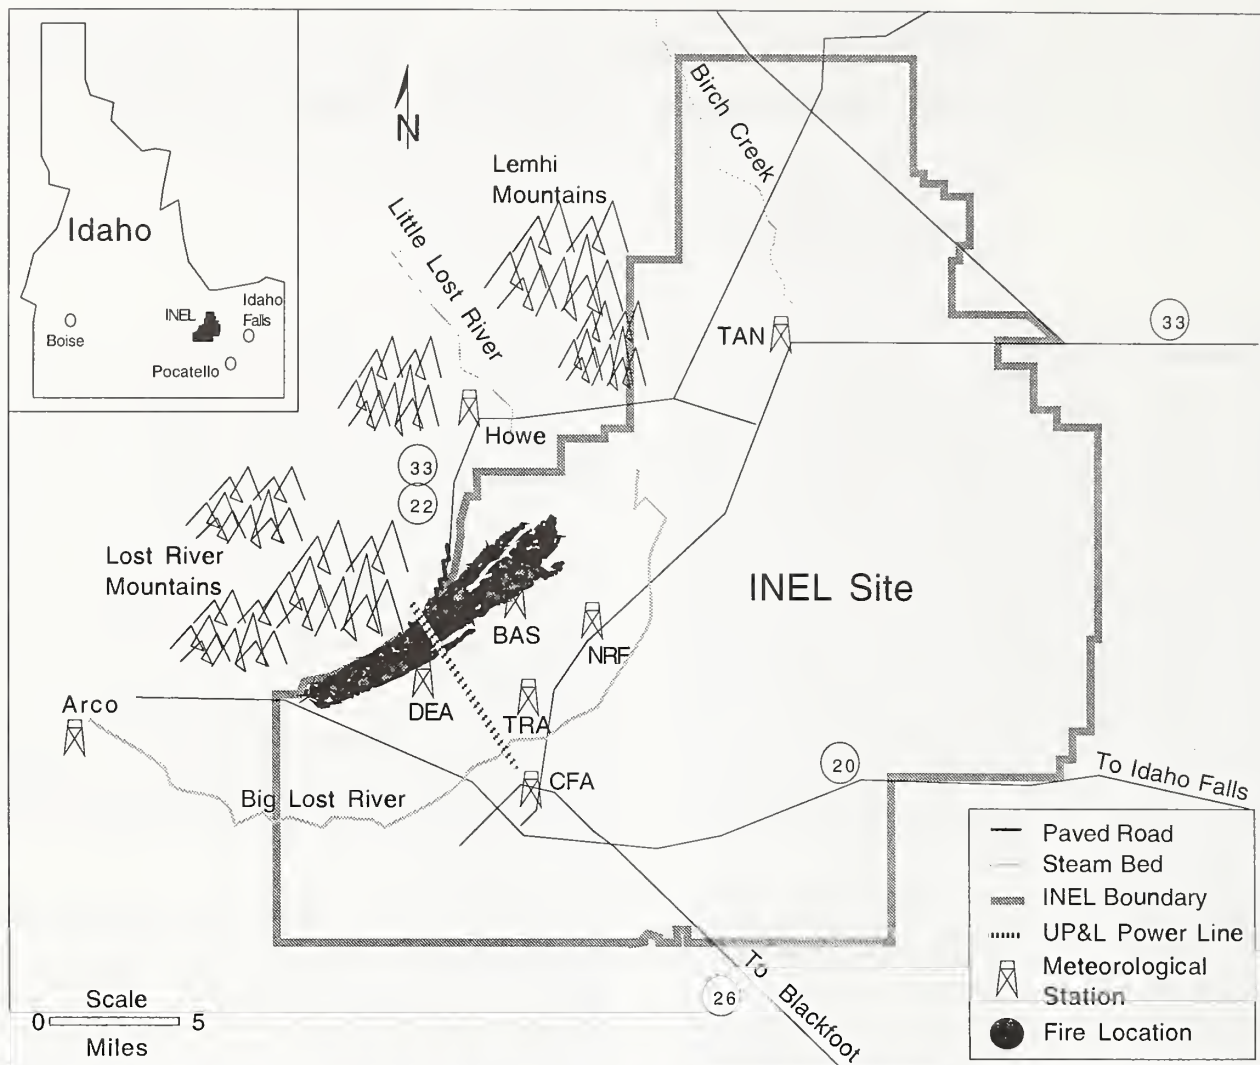 Idaho
INEL
Idaho
Falls
Boise
Pocatello
N
Birch Creek
Lemhi
Mountains
Little Lost River
TAN
33
Howe
33
22
Lost River
Mountains
INEL Site
BAS
NRF
Arco
DEA
TRA
CFA
20
To Idaho Falls
Big Lost River
Paved Road
Steam Bed
INEL Boundary
UP&L Power Line
Meteorological
Station
Fire Location
To Blackfoot
26
Scale
0 5
Miles